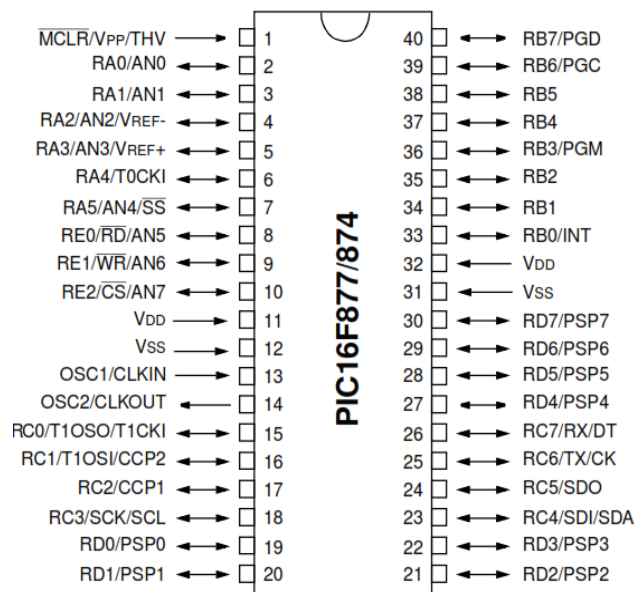 MCLR/VPP/THV 1 40 RB7/PGD
RA0/AN0 2 39 RB6/PGC
RA1/AN1 3 38 RB5
RA2/AN2/VREF- 4 37 RB4
RA3/AN3/VREF+ 5 36 RB3/PGM
RA4/T0CKI 6 35 RB2
RA5/AN4/SS 7 34 RB1
RE0/RD/AN5 8 33 RB0/INT
RE1/WR/AN6 9 32 VDD
RE2/CS/AN7 10 31 VSS
VDD 11 30 RD7/PSP7
VSS 12 29 RD6/PSP6
OSC1/CLKIN 13 28 RD5/PSP5
OSC2/CLKOUT 14 27 RD4/PSP4
RC0/T1OSO/T1CKI 15 26 RC7/RX/DT
RC1/T1OSI/CCP2 16 25 RC6/TX/CK
RC2/CCP1 17 24 RC5/SDO
RC3/SCK/SCL 18 23 RC4/SDI/SDA
RD0/PSP0 19 22 RD3/PSP3
RD1/PSP1 20 21 RD2/PSP2
PIC16F877/874